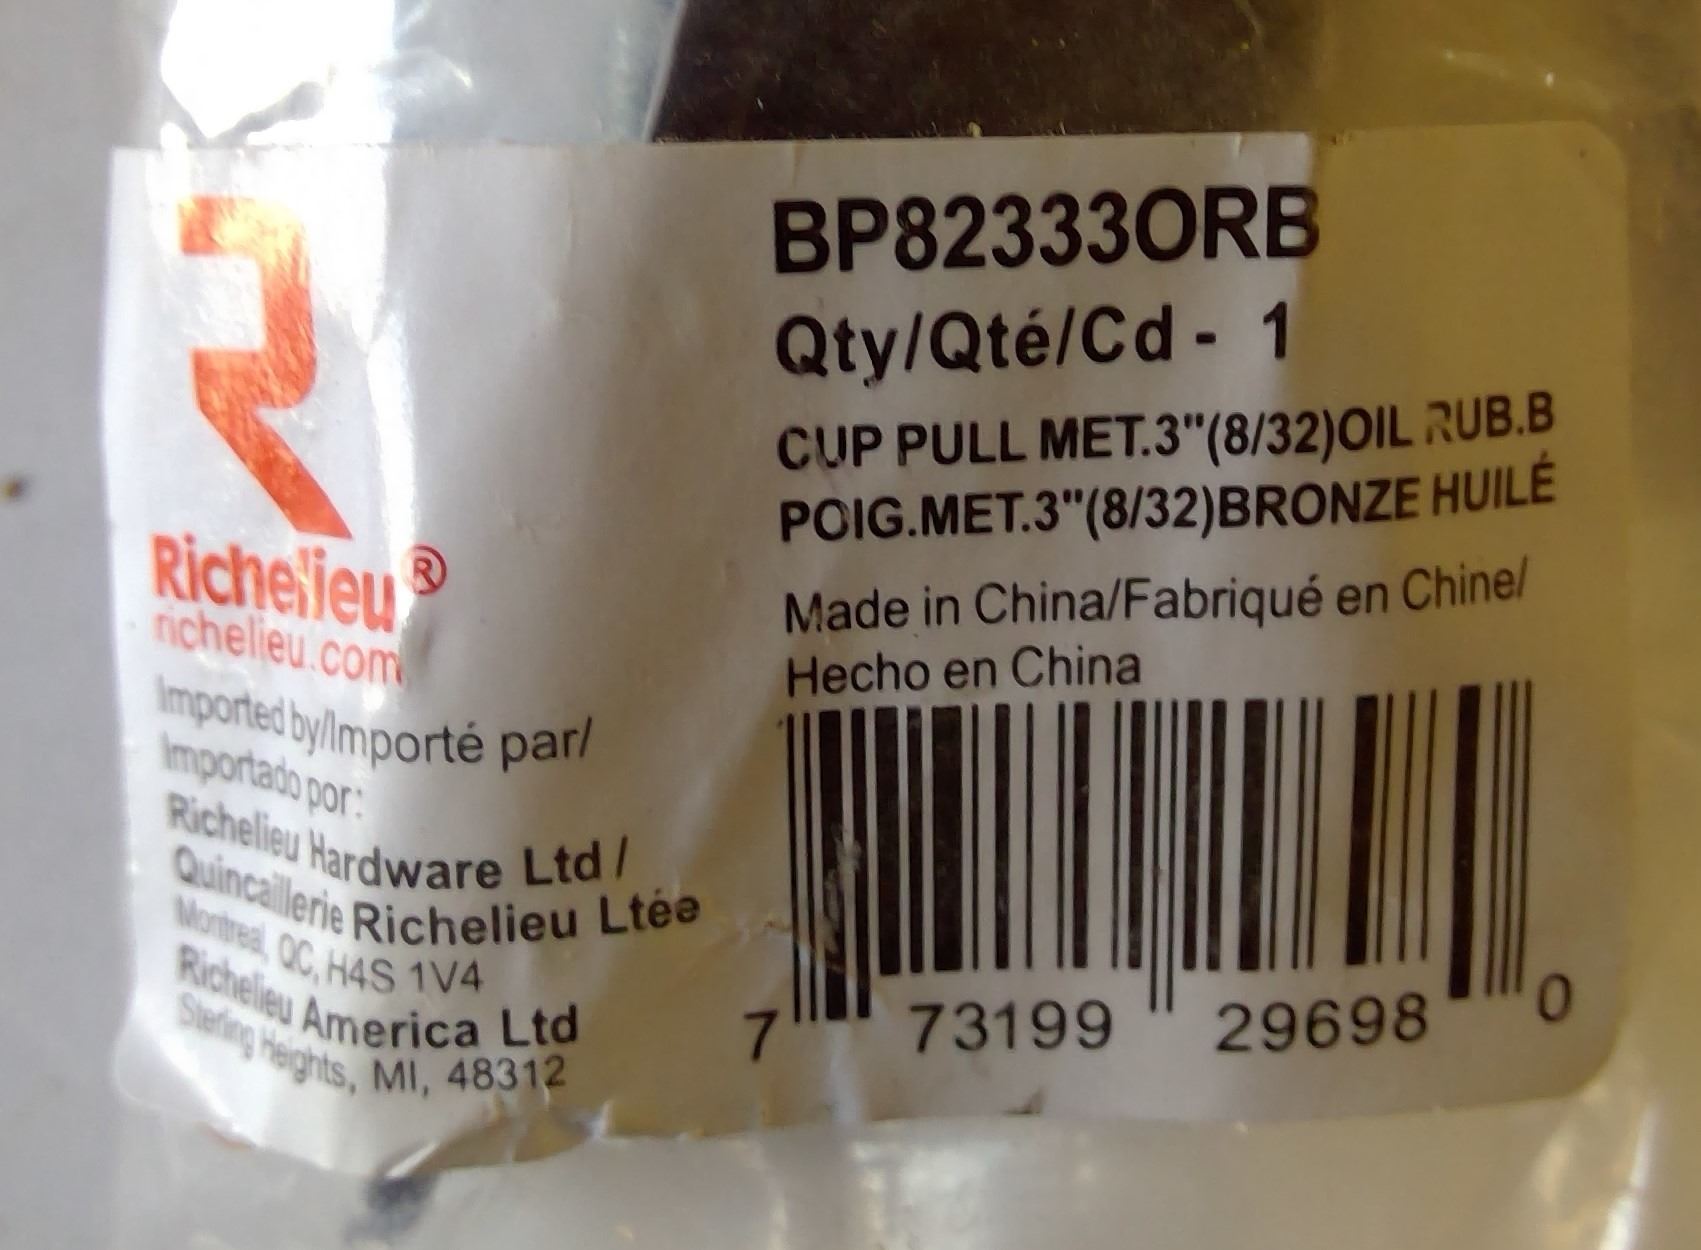 BP82333ORB
Qty/Qté/Cd - 1
CUP PULL MET.3"(8/32)OIL RUB.B
POIG.MET.3"(8/32)BRONZE HUILÉ
Made in China/Fabriqué en Chine/
Hecho en China
7 73199 29698 0
R
Richelieu®
richelieu.com
Imported by/Importé par/
Importado por:
Richelieu Hardware Ltd /
Quincaillerie Richelieu Ltée
Montreal, QC, H4S 1V4
Richelieu America Ltd
Sterling Heights, MI, 48312